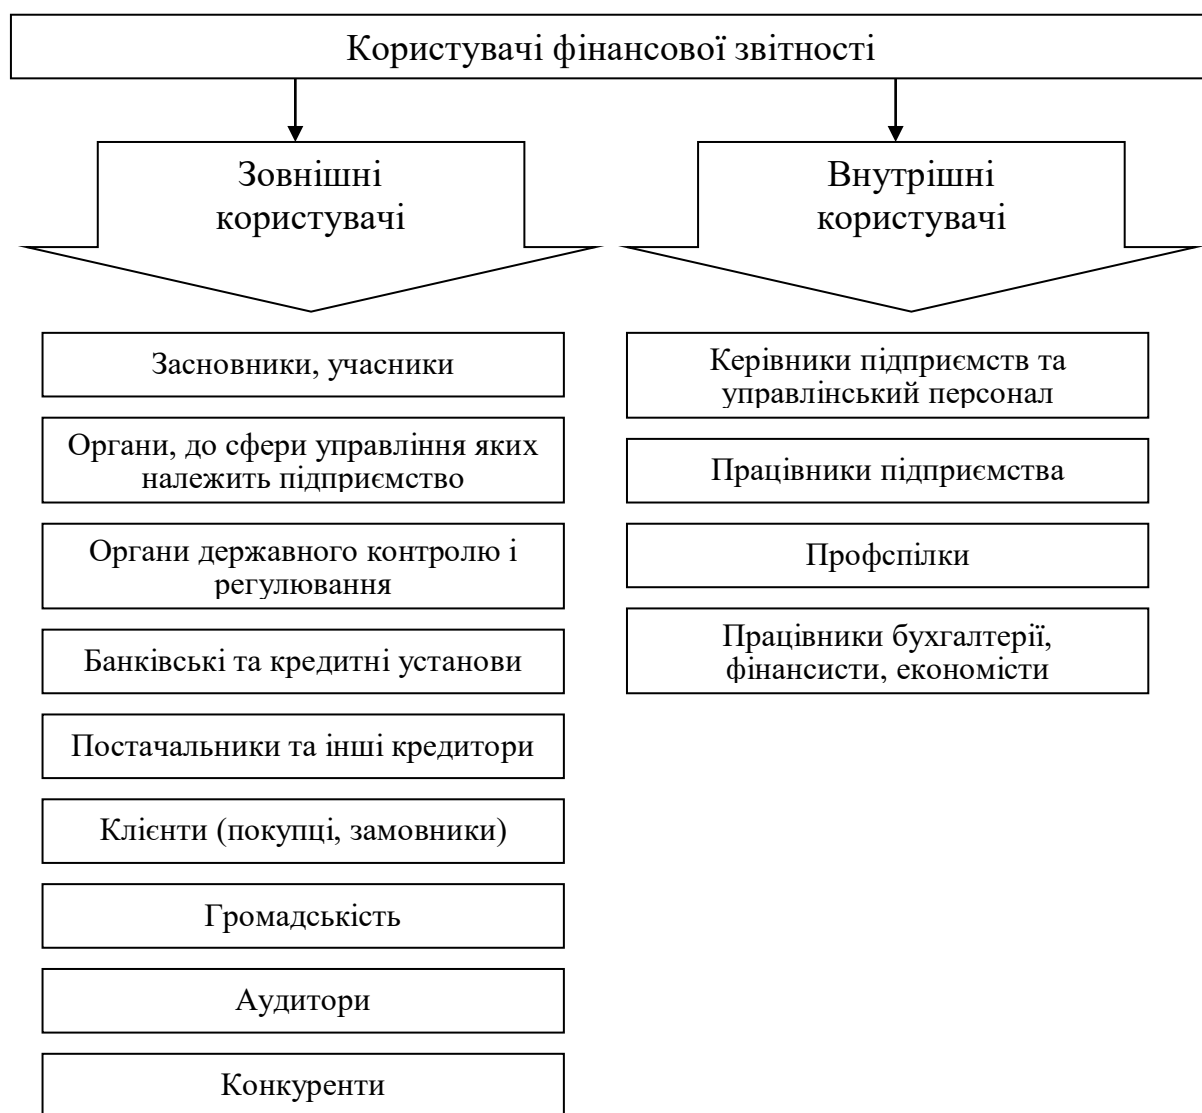 Користувачі фінансової звітності
Зовнішні
користувачі
Засновники, учасники
Органи, до сфери управління яких
належить підприємство
Органи державного контролю і
регулювання
Банківські та кредитні установи
Постачальники та інші кредитори
Клієнти (покупці, замовники)
Громадськість
Аудитори
Конкуренти
Внутрішні
користувачі
Керівники підприємств та
управлінський персонал
Працівники підприємства
Профспілки
Працівники бухгалтерії,
фінансисти, економісти